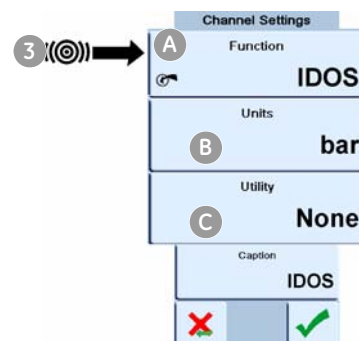 Channel Settings
3
A
Function
IDOS
Units
B
bar
Utility
C
None
Caption
IDOS